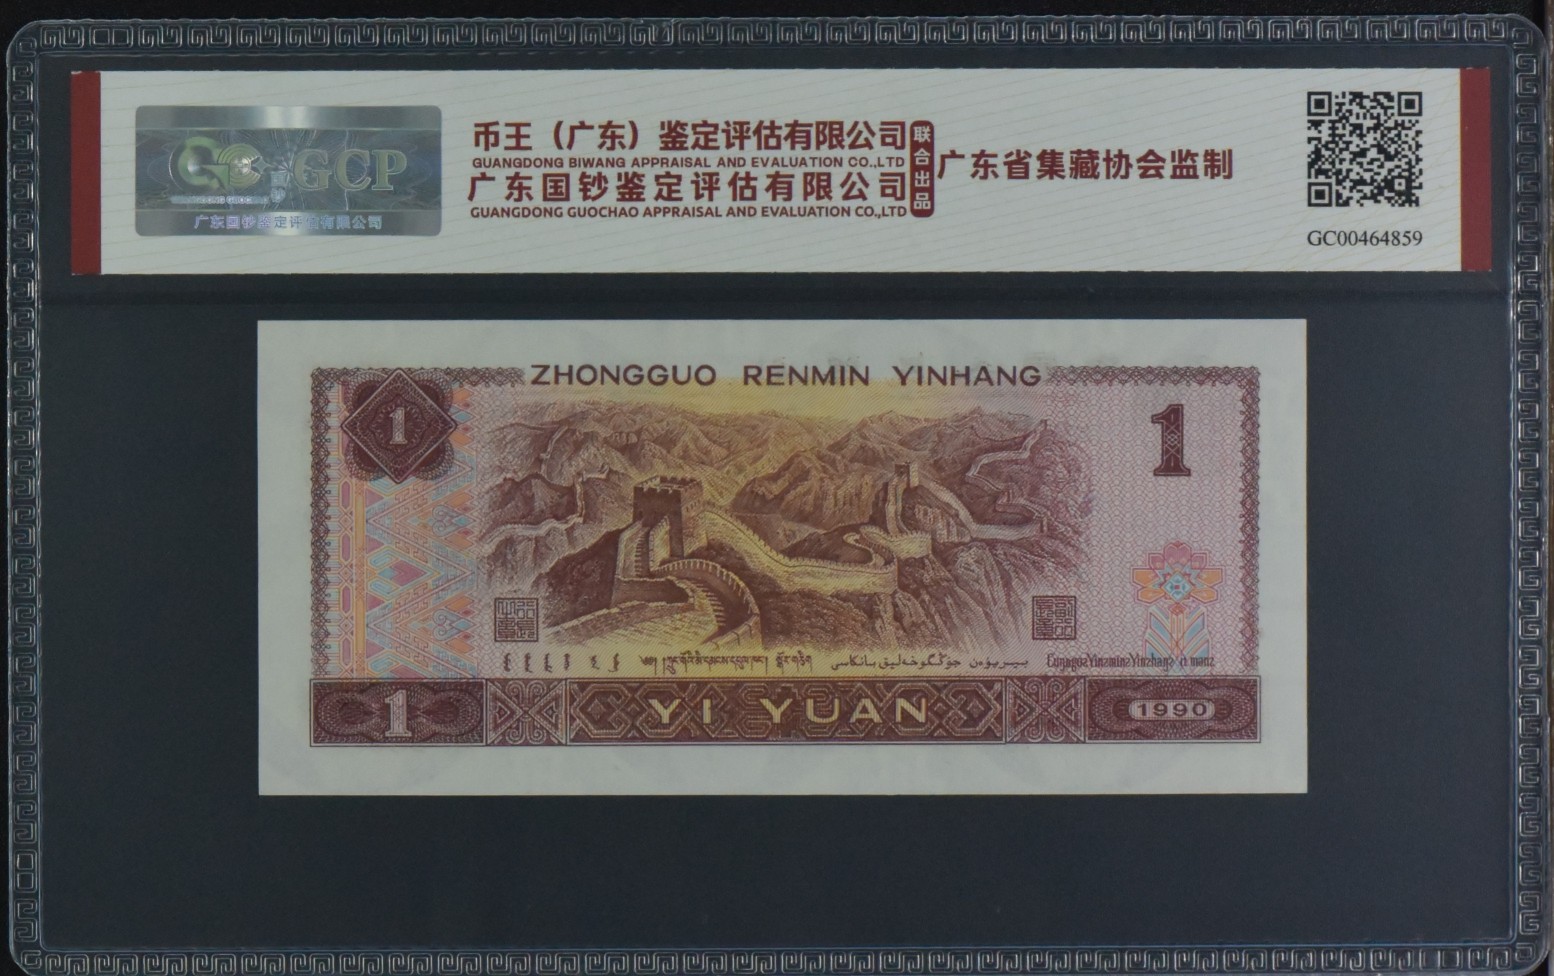 GCP
广东国钞鉴定评估有限公司
币王（广东）鉴定评估有限公司
GUANGDONG BIWANG APPRAISAL AND EVALUATION CO.,LTD
广东国钞鉴定评估有限公司
GUANGDONG GUOCHAO APPRAISAL AND EVALUATION CO.,LTD
联合出品
广东省集藏协会监制
GC00464859
ZHONGGUO RENMIN YINHANG
1
1
1
YI YUAN
1990